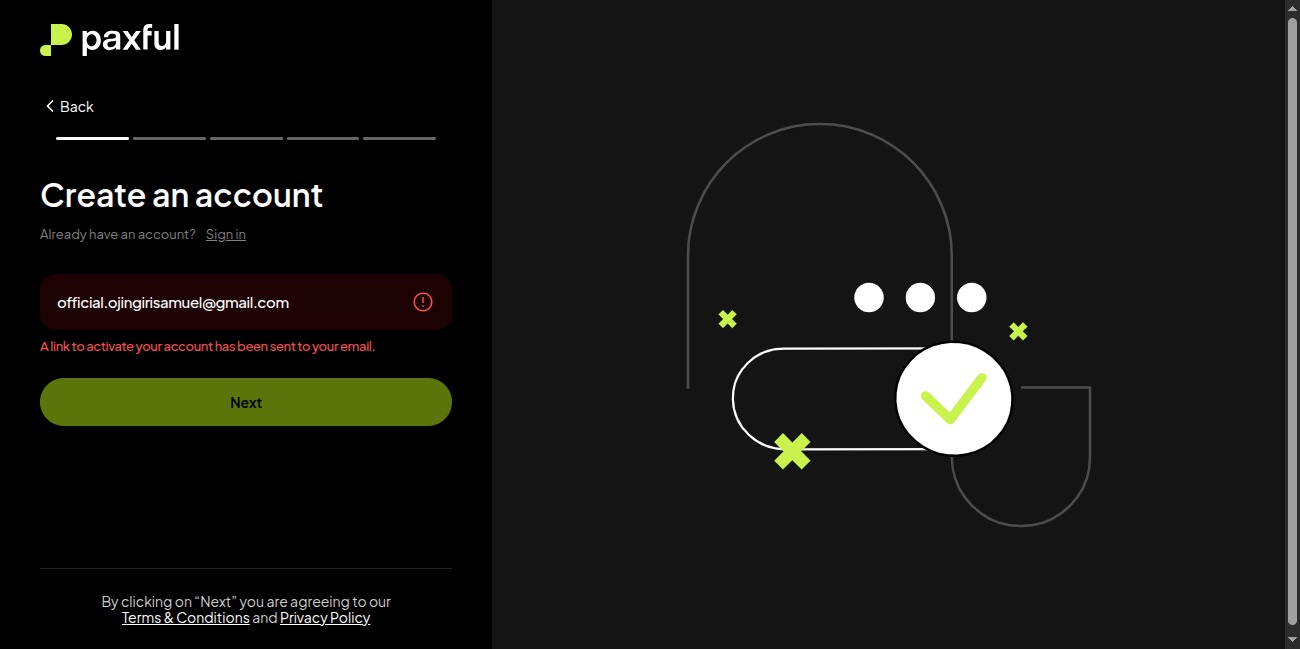 paxful
Back
Create an account
Already have an account? Sign in
official.ojingirisamuel@gmail.com
A link to activate your account has been sent to your email.
Next
By clicking on “Next” you are agreeing to our
Terms & Conditions and Privacy Policy